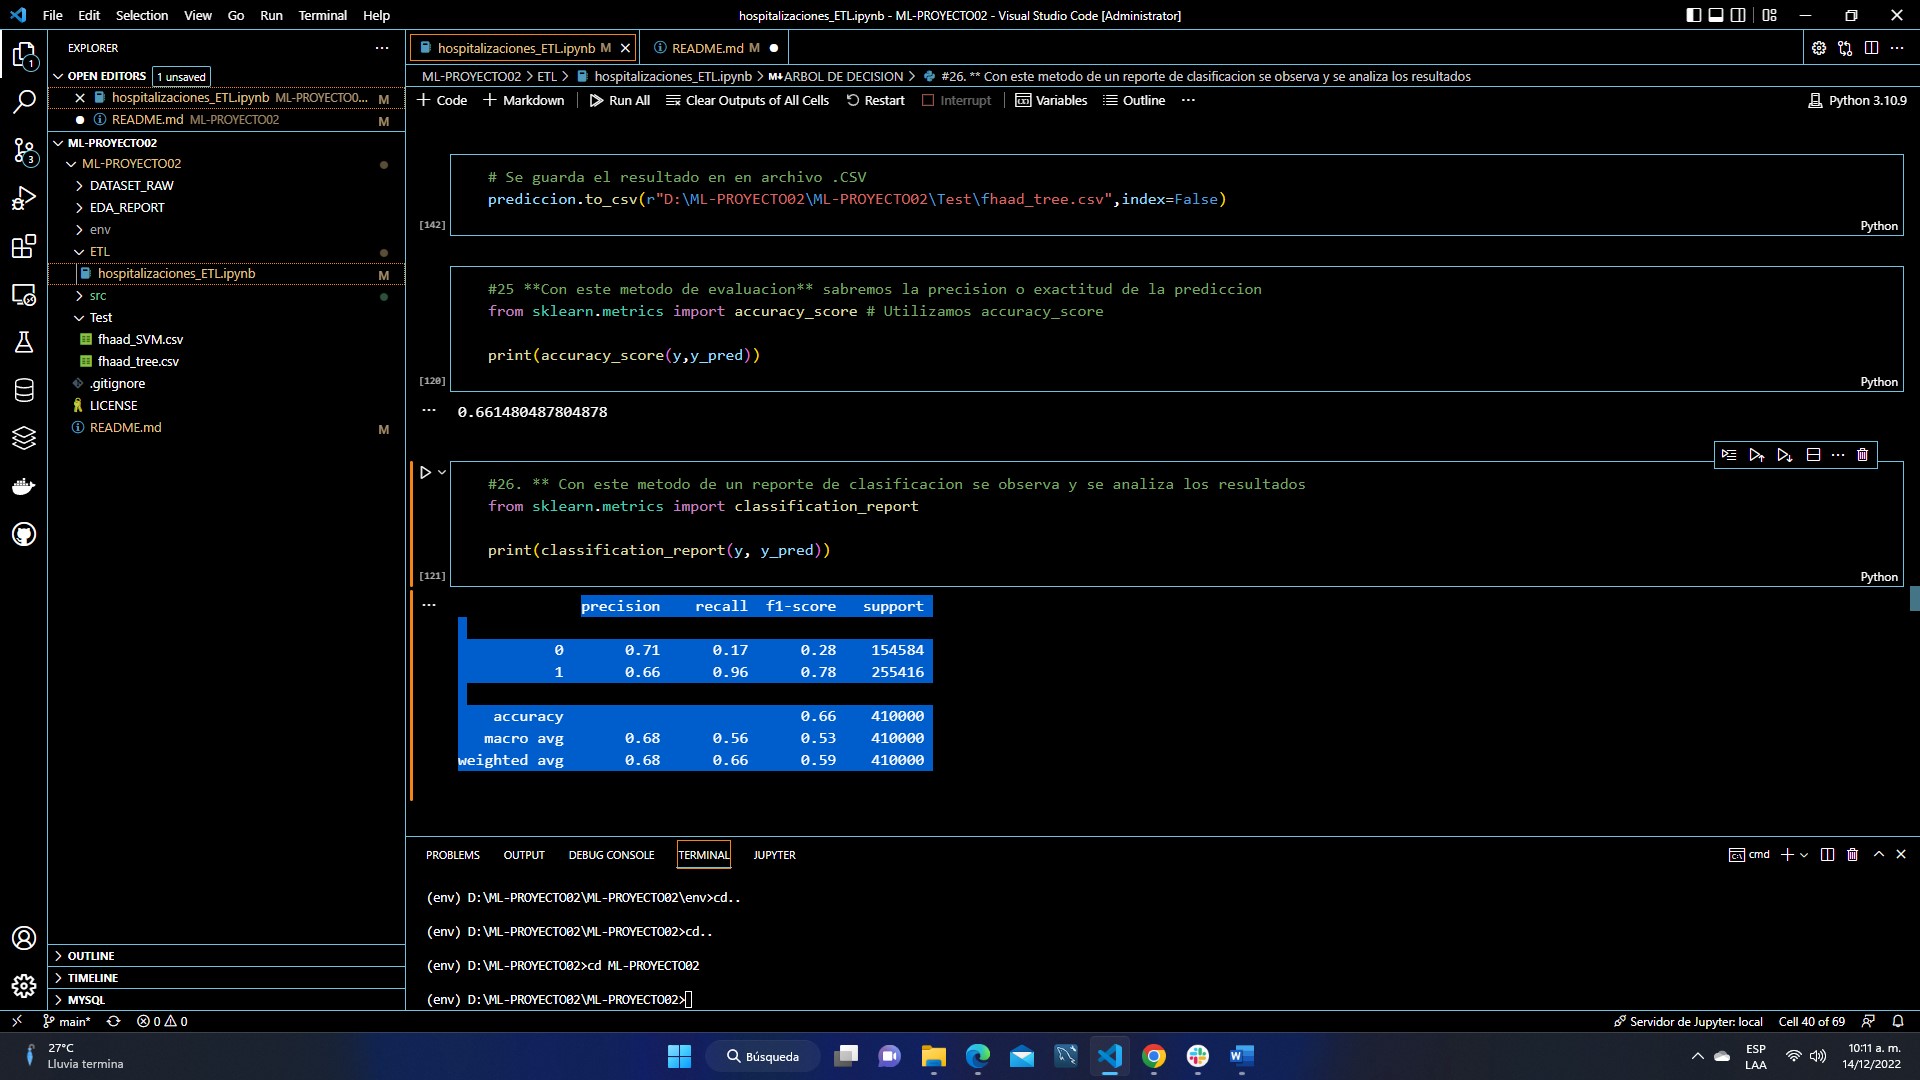 File Edit Selection View Go Run Terminal Help
hospitalizaciones_ETL.ipynb - ML-PROYECTO02 - Visual Studio Code [Administrator]
EXPLORER
OPEN EDITORS 1 unsaved
hospitalizaciones_ETL.ipynb ML-PROYECTO0... M
README.md ML-PROYECTO02 M
ML-PROYECTO02
ML-PROYECTO02
DATASET_RAW
EDA_REPORT
env
ETL
hospitalizaciones_ETL.ipynb M
src
Test
fhaad_SVM.csv
fhaad_tree.csv
.gitignore
LICENSE
README.md M
OUTLINE
TIMELINE
MYSQL
1
3
hospitalizaciones_ETL.ipynb M
README.md M
ML-PROYECTO02 > ETL > hospitalizaciones_ETL.ipynb > M↓ARBOL DE DECISION > #26. ** Con este metodo de un reporte de clasificacion se observa y se analiza los resultados
+ Code + Markdown Run All Clear Outputs of All Cells Restart Interrupt Variables Outline ...
Python 3.10.9
# Se guarda el resultado en en archivo .CSV
prediccion.to_csv(r"D:\ML-PROYECTO02\ML-PROYECTO02\Test\fhaad_tree.csv",index=False)
[142] Python
#25 **Con este metodo de evaluacion** sabremos la precision o exactitud de la prediccion
from sklearn.metrics import accuracy_score # Utilizamos accuracy_score
print(accuracy_score(y,y_pred))
[120] Python
0.661480487804878
#26. ** Con este metodo de un reporte de clasificacion se observa y se analiza los resultados
from sklearn.metrics import classification_report
print(classification_report(y, y_pred))
[121] Python
precision recall f1-score support
0 0.71 0.17 0.28 154584
1 0.66 0.96 0.78 255416
accuracy 0.66 410000
macro avg 0.68 0.56 0.53 410000
weighted avg 0.68 0.66 0.59 410000
PROBLEMS OUTPUT DEBUG CONSOLE TERMINAL JUPYTER
cmd
(env) D:\ML-PROYECTO02\ML-PROYECTO02\env>cd..
(env) D:\ML-PROYECTO02\ML-PROYECTO02>cd..
(env) D:\ML-PROYECTO02>cd ML-PROYECTO02
(env) D:\ML-PROYECTO02\ML-PROYECTO02>
main* 0 0
Servidor de Jupyter: local Cell 40 of 69
27°C
Lluvia termina
Búsqueda
ESP
LAA
10:11 a. m.
14/12/2022